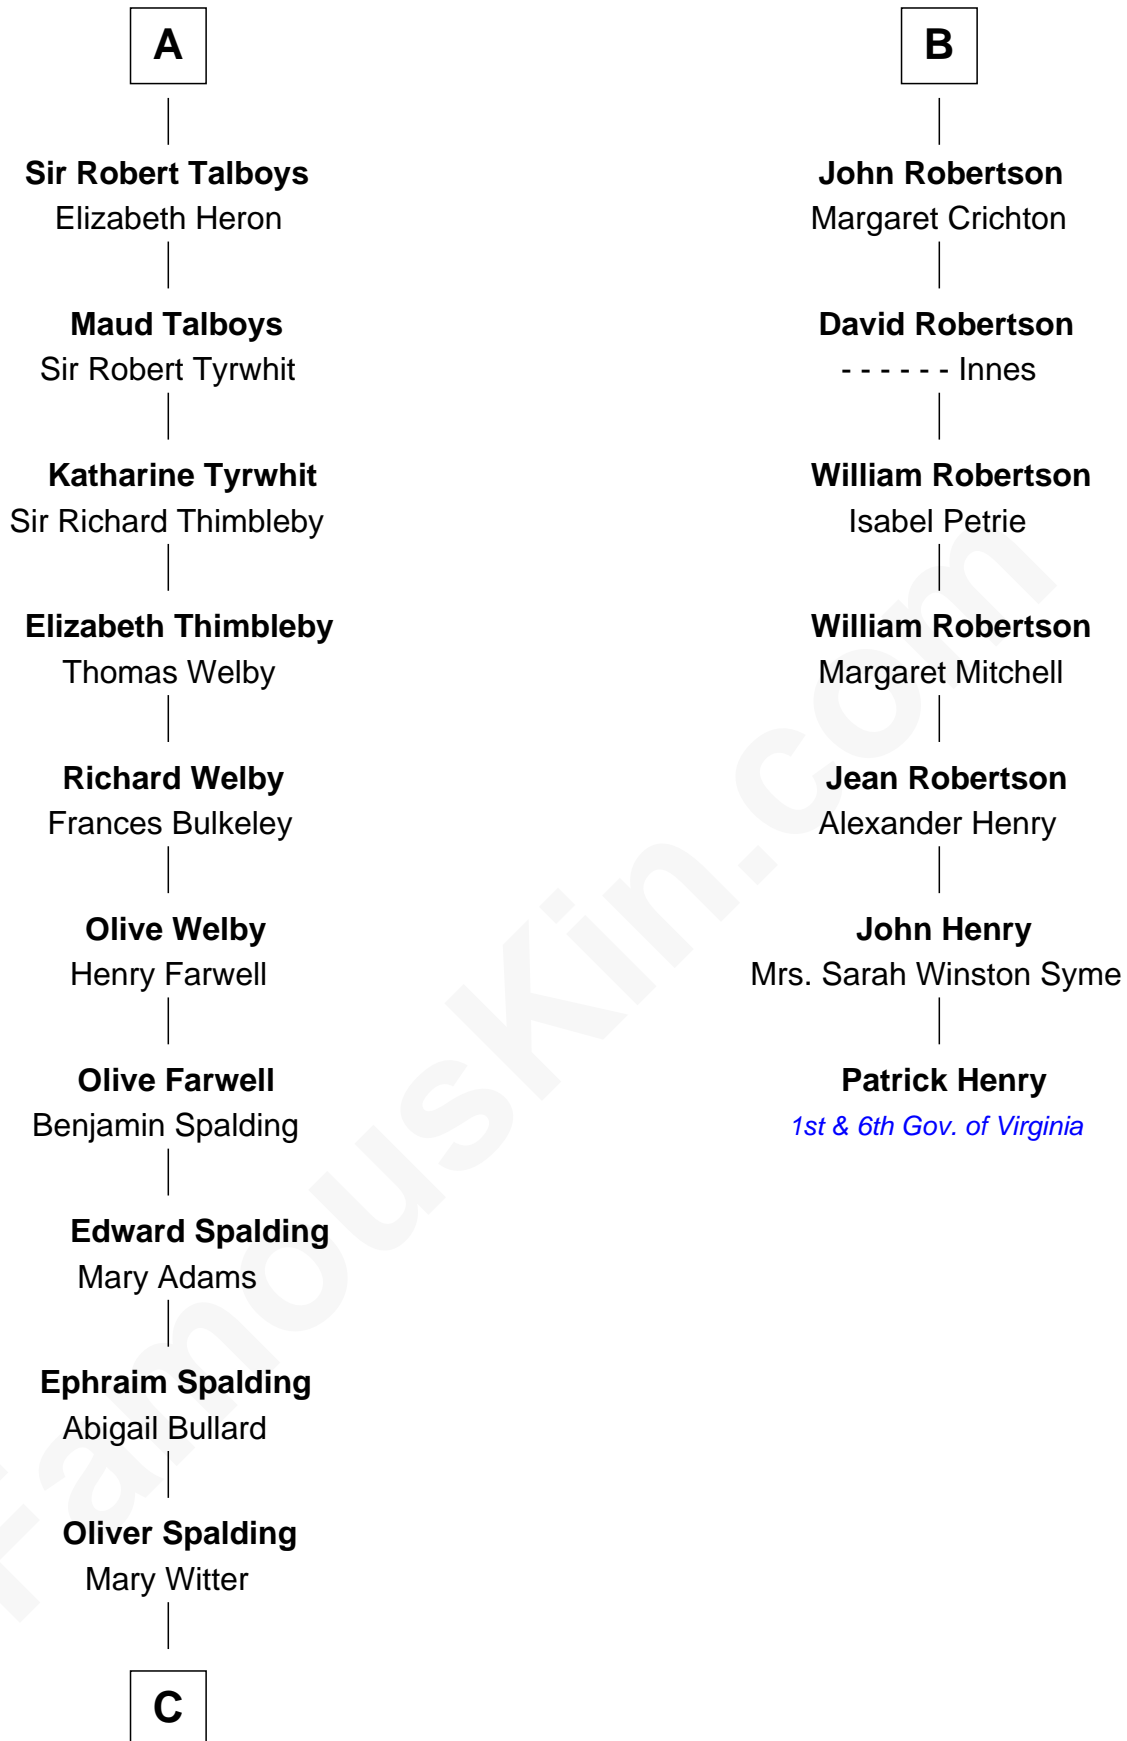 A
Sir Robert Talboys
Elizabeth Heron
Maud Talboys
Sir Robert Tyrwhit
Katharine Tyrwhit
Sir Richard Thimbleby
Elizabeth Thimbleby
Thomas Welby
Richard Welby
Frances Bulkeley
Olive Welby
Henry Farwell
Olive Farwell
Benjamin Spalding
Edward Spalding
Mary Adams
Ephraim Spalding
Abigail Bullard
Oliver Spalding
Mary Witter
C
B
John Robertson
Margaret Crichton
David Robertson
- - - - - - Innes
William Robertson
Isabel Petrie
William Robertson
Margaret Mitchell
Jean Robertson
Alexander Henry
John Henry
Mrs. Sarah Winston Syme
Patrick Henry
1st & 6th Gov. of Virginia
FamousKin.com